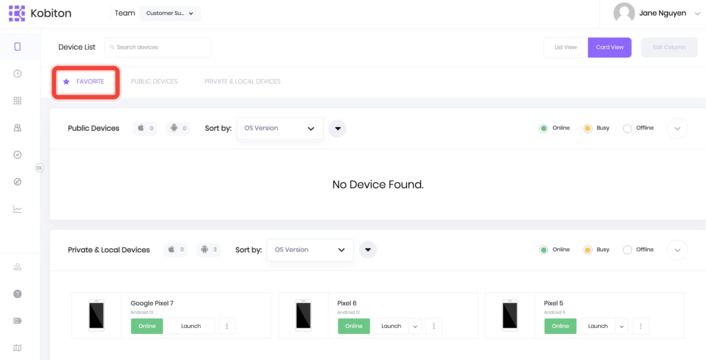 Kobiton
Team
Customer Su...
Jane Nguyen
Device List
Search devices
List View
Card View
Edit Column
FAVORITE
PUBLIC DEVICES
PRIVATE & LOCAL DEVICES
Public Devices
0
0
Sort by:
OS Version
Online
Busy
Offline
No Device Found.
Private & Local Devices
0
3
Sort by:
OS Version
Online
Busy
Offline
Google Pixel 7
Android 13
Online
Launch
Pixel 6
Android 12
Online
Launch
Pixel 5
Android 11
Online
Launch